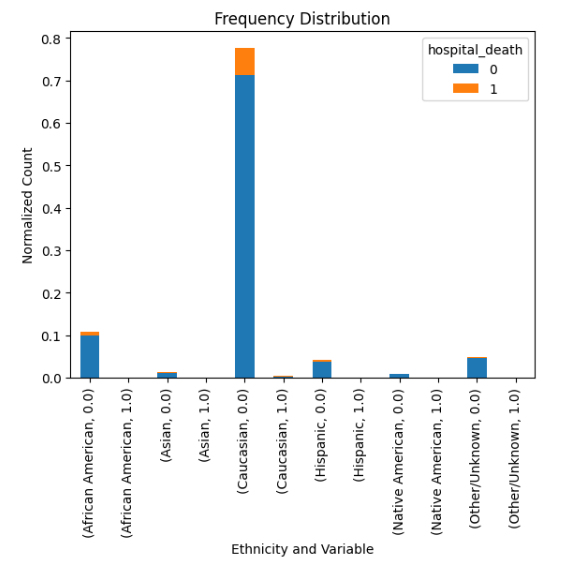 Frequency Distribution
hospital_death
0
1
0.8
0.7
0.6
0.5
0.4
0.3
0.2
0.1
0.0
Normalized Count
(African American, 0.0)
(African American, 1.0)
(Asian, 0.0)
(Asian, 1.0)
(Caucasian, 0.0)
(Caucasian, 1.0)
(Hispanic, 0.0)
(Hispanic, 1.0)
(Native American, 0.0)
(Native American, 1.0)
(Other/Unknown, 0.0)
(Other/Unknown, 1.0)
Ethnicity and Variable